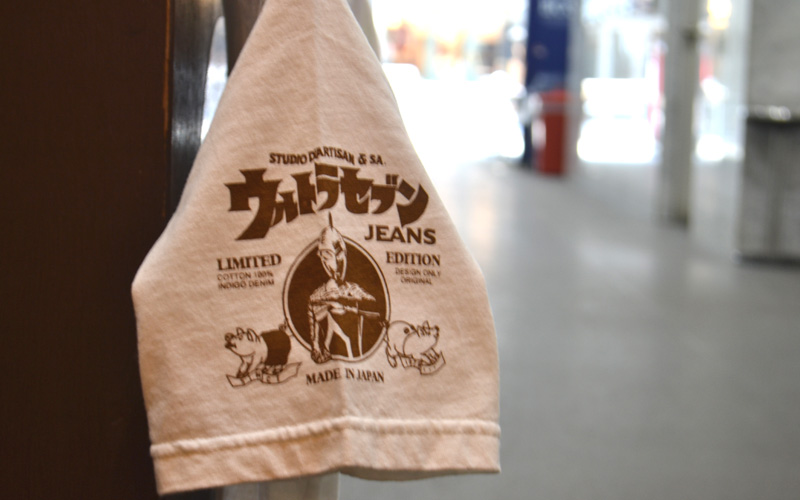 STUDIO D'ARTISAN & SA.
ウルトラセブン
JEANS
LIMITED EDITION
COTTON 100% DESIGN ONLY
INDIGO DENIM ORIGINAL
MADE IN JAPAN